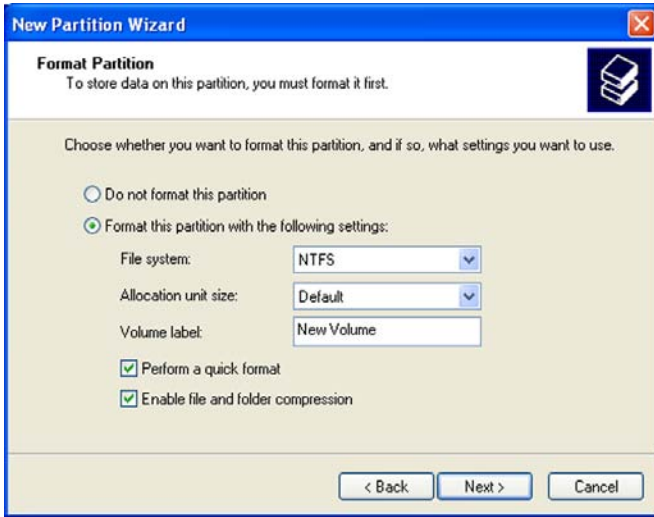 New Partition Wizard
Format Partition
To store data on this partition, you must format it first.
Choose whether you want to format this partition, and if so, what settings you want to use.
Do not format this partition
Format this partition with the following settings:
File system: NTFS
Allocation unit size: Default
Volume label: New Volume
Perform a quick format
Enable file and folder compression
< Back Next > Cancel